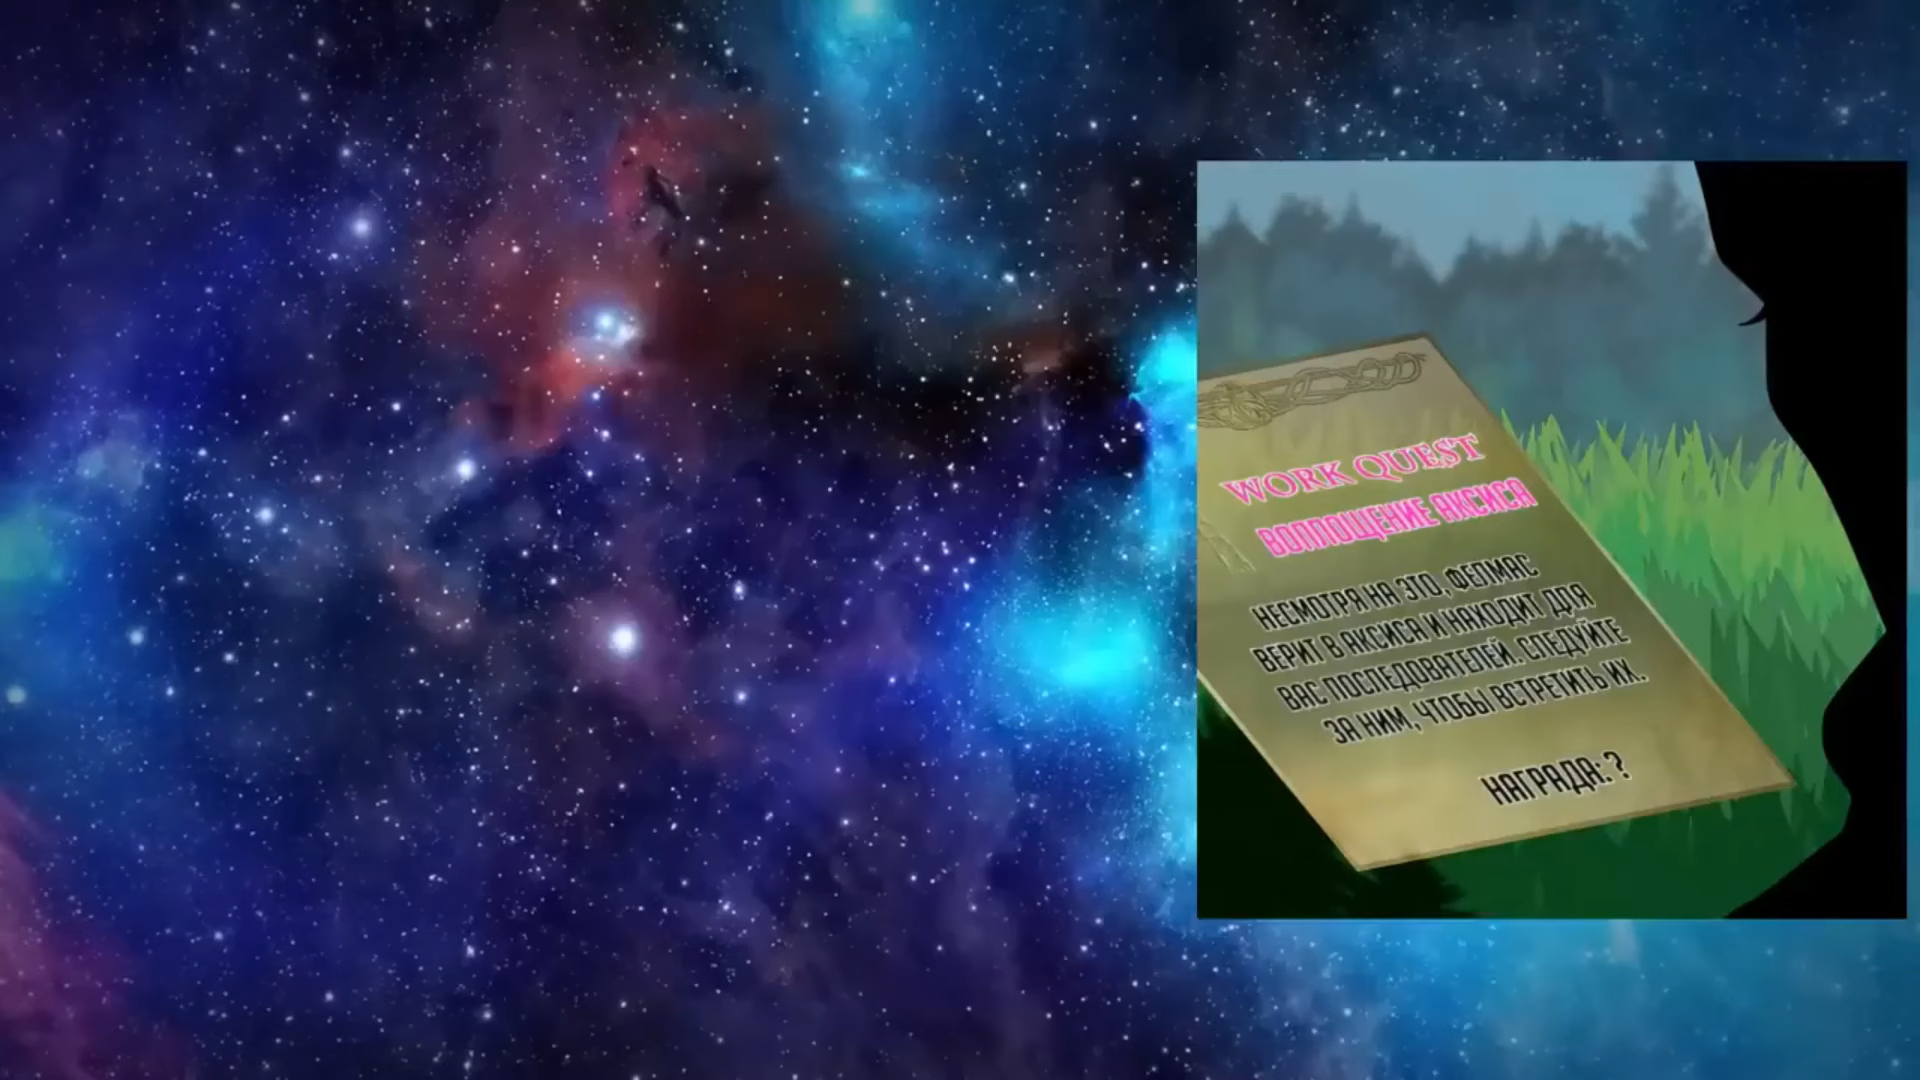 WORK QUEST
ВОПЛОЩЕНИЕ АКСИСА
НЕСМОТРЯ НА ЭТО, ФЕЛМАС
ВЕРИТ В АКСИСА И НАХОДИТ ДЛЯ
ВАС ПОСЛЕДОВАТЕЛЕЙ. СЛЕДУЙТЕ
ЗА НИМ, ЧТОБЫ ВСТРЕТИТЬ ИХ.
НАГРАДА: ?